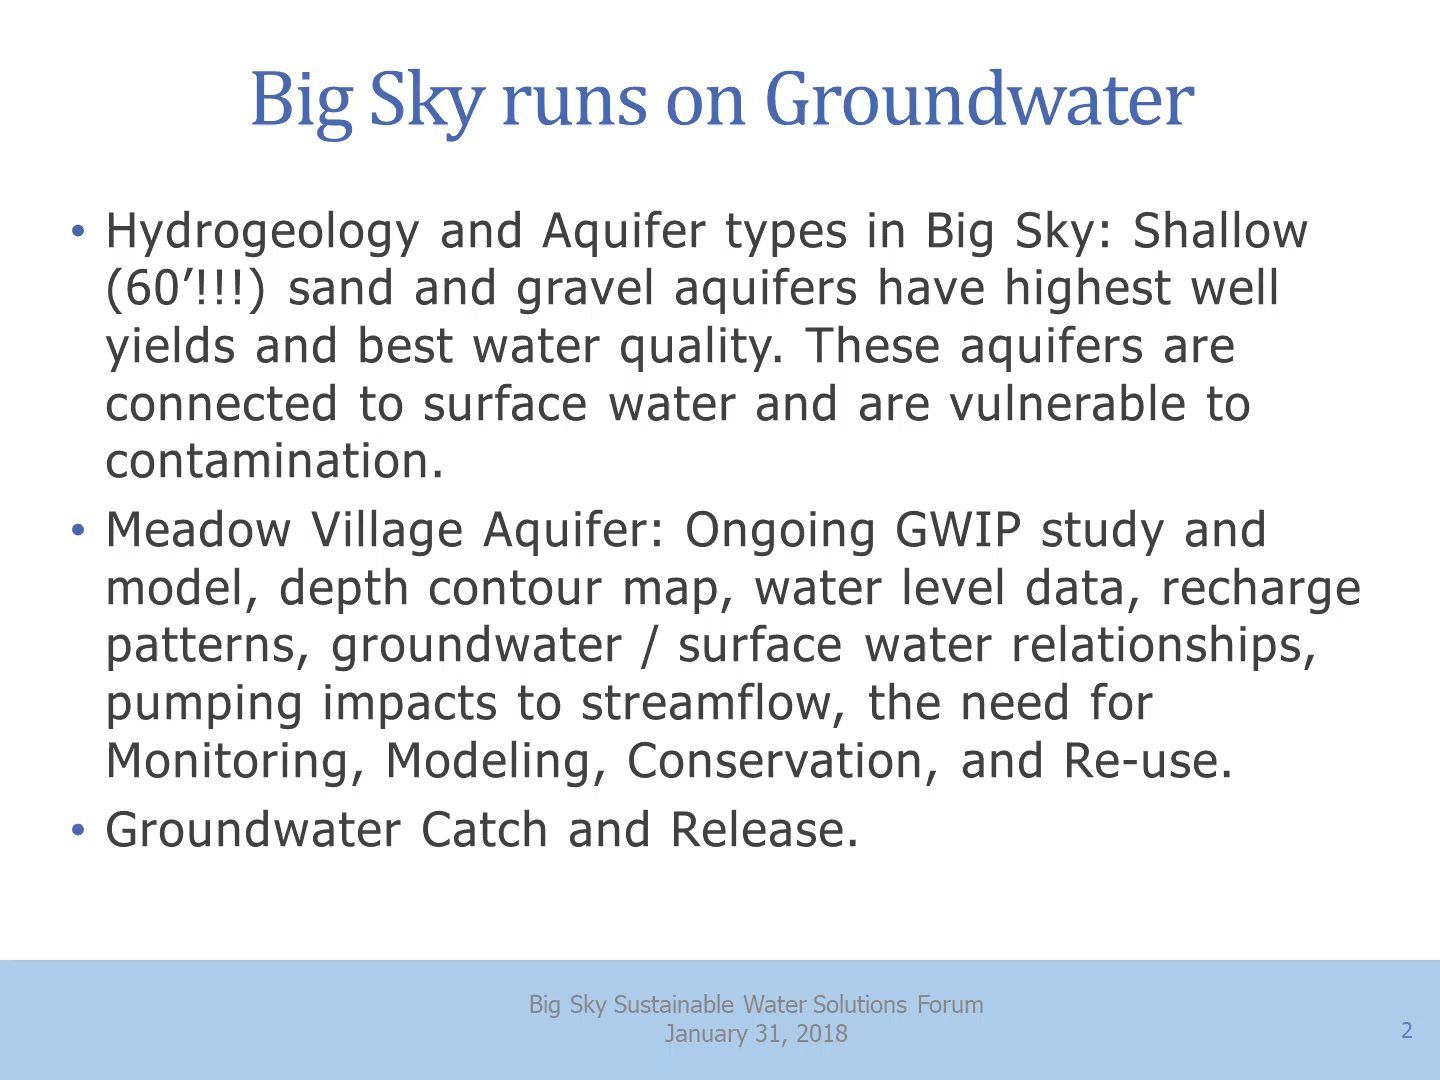 Big Sky runs on Groundwater
• Hydrogeology and Aquifer types in Big Sky: Shallow
(60’!!!) sand and gravel aquifers have highest well
yields and best water quality. These aquifers are
connected to surface water and are vulnerable to
contamination.
• Meadow Village Aquifer: Ongoing GWIP study and
model, depth contour map, water level data, recharge
patterns, groundwater / surface water relationships,
pumping impacts to streamflow, the need for
Monitoring, Modeling, Conservation, and Re-use.
• Groundwater Catch and Release.
Big Sky Sustainable Water Solutions Forum
January 31, 2018
2